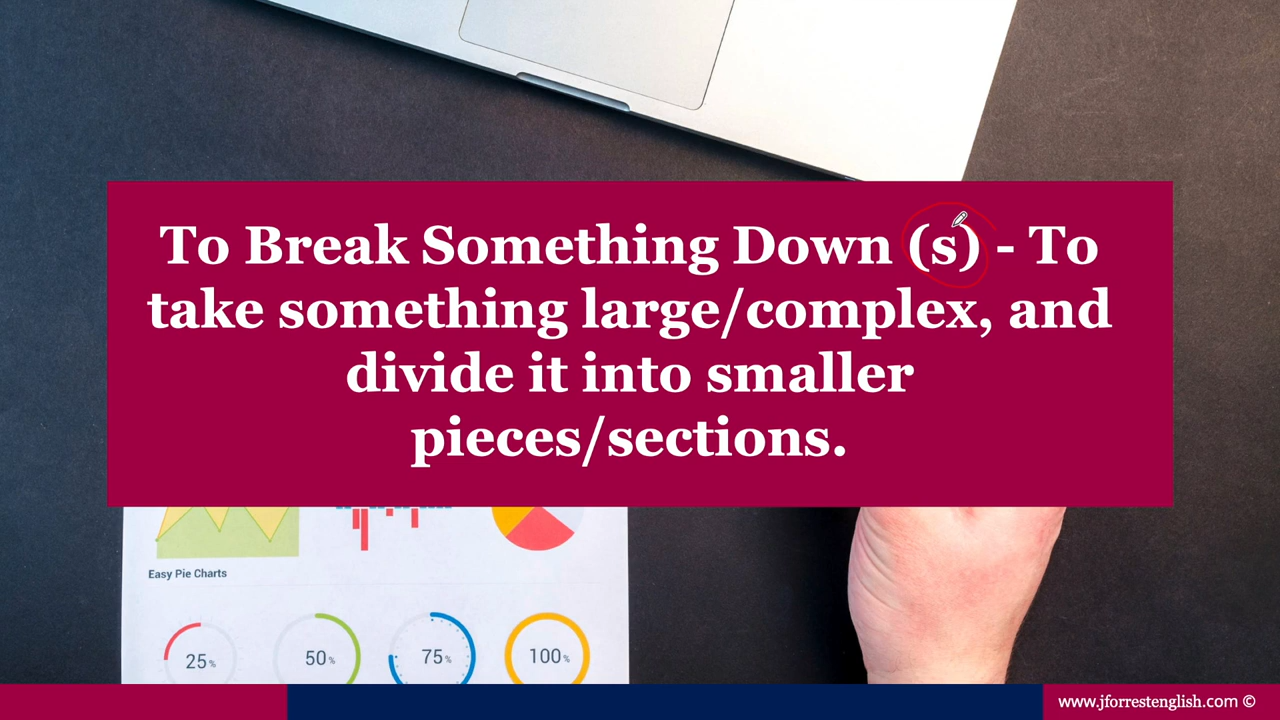 To Break Something Down (s) - To
take something large/complex, and
divide it into smaller
pieces/sections.
Easy Pie Charts
25%
50%
75%
100%
www.jforrestenglish.com ©